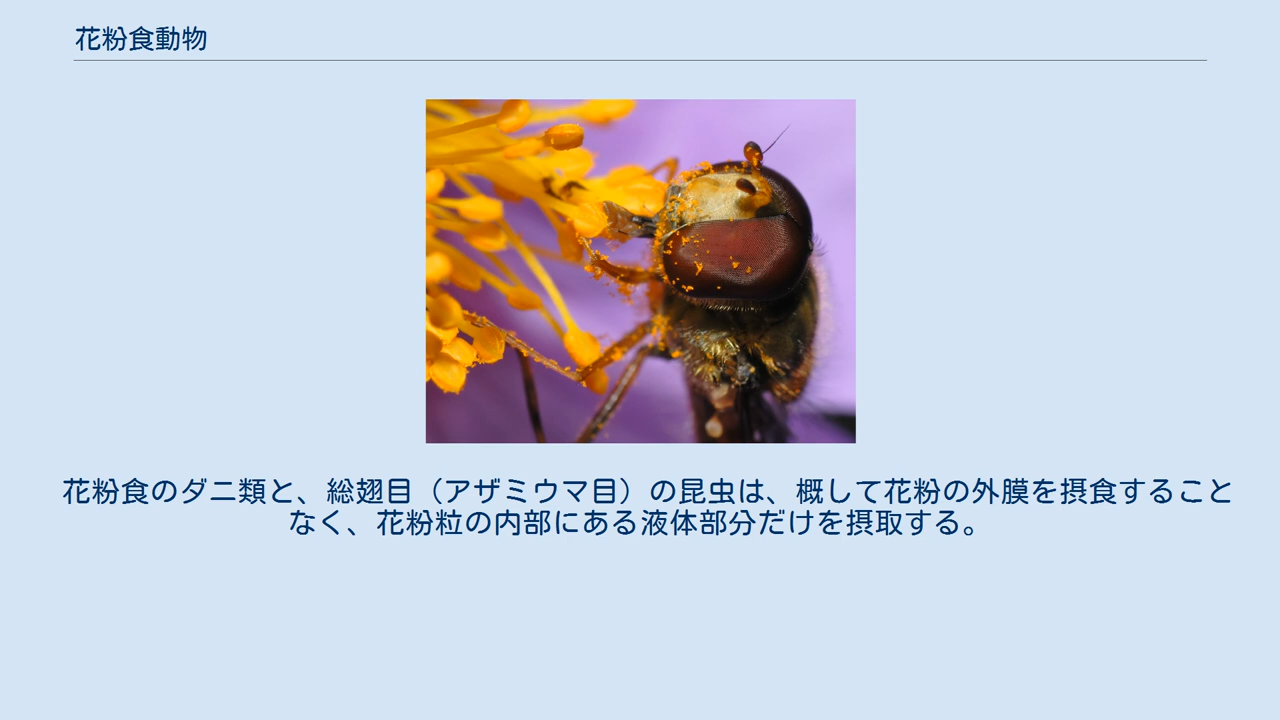 花粉食動物
花粉食のダニ類と、総翅目（アザミウマ目）の昆虫は、概して花粉の外膜を摂食すること
なく、花粉粒の内部にある液体部分だけを摂取する。